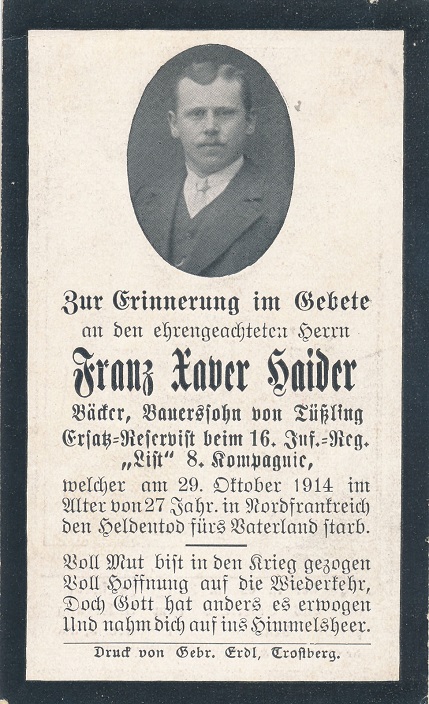 Zur Erinnerung im Gebete
an den ehrengeachteten Herrn
Franz Xaver Haider
Bäcker, Bauerssohn von Tüßling
Ersatz-Reservist beim 16. Inf.-Reg.
„List“ 8. Kompagnie,
welcher am 29. Oktober 1914 im
Alter von 27 Jahr. in Nordfrankreich
den Heldentod fürs Vaterland starb.
Voll Mut bist in den Krieg gezogen
Voll Hoffnung auf die Wiederkehr,
Doch Gott hat anders es erwogen
Und nahm dich auf ins Himmelsheer.
Druck von Gebr. Erdl, Trostberg.